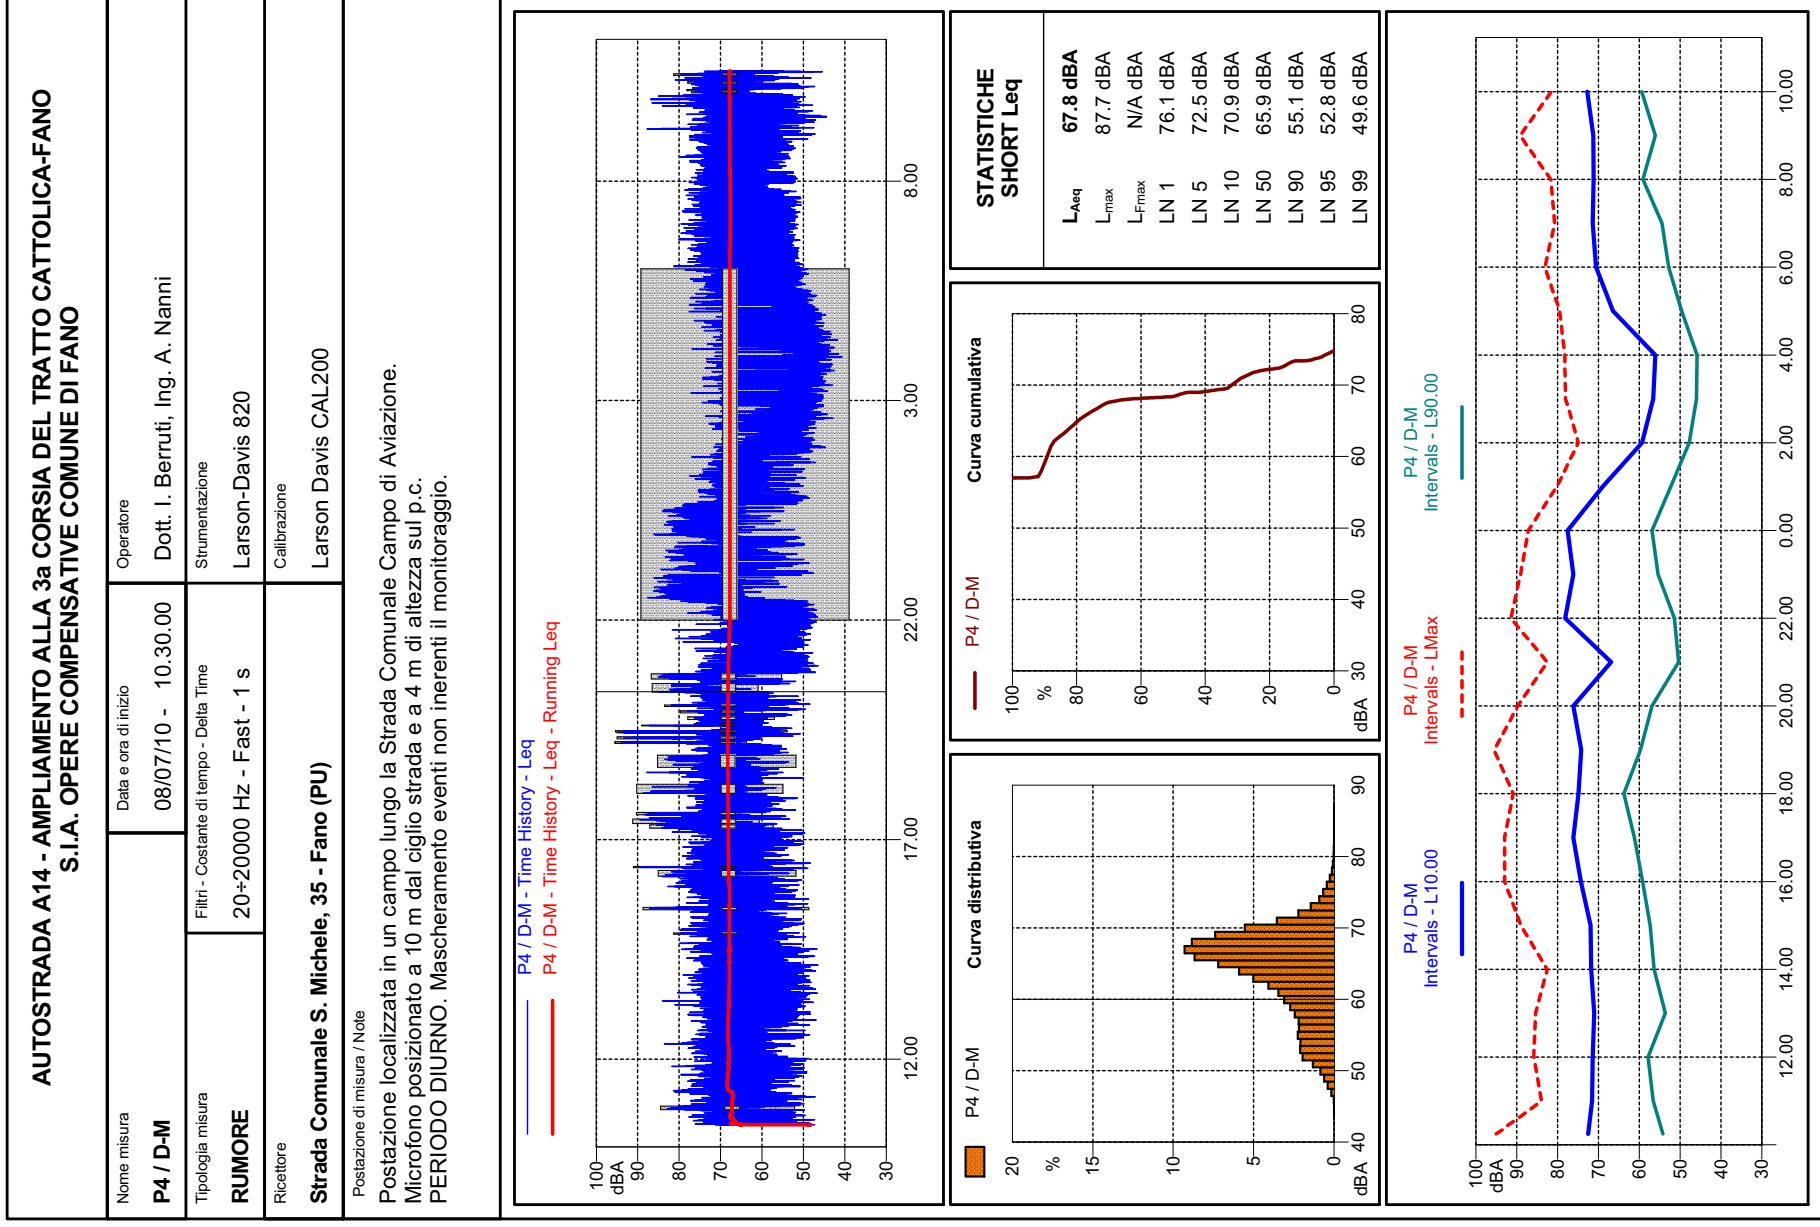 AUTOSTRADA A14 - AMPLIAMENTO ALLA 3a CORSIA DEL TRATTO CATTOLICA-FANO
S.I.A. OPERE COMPENSATIVE COMUNE DI FANO
Nome misura
P4 / D-M
Data e ora di inizio
08/07/10 - 10.30.00
Operatore
Dott. I. Berruti, Ing. A. Nanni
Tipologia misura
RUMORE
Filtri - Costante di tempo - Delta Time
20÷20000 Hz - Fast - 1 s
Strumentazione
Larson-Davis 820
Ricettore
Strada Comunale S. Michele, 35 - Fano (PU)
Calibrazione
Larson Davis CAL200
Postazione di misura / Note
Postazione localizzata in un campo lungo la Strada Comunale Campo di Aviazione.
Microfono posizionato a 10 m dal ciglio strada e a 4 m di altezza sul p.c.
PERIODO DIURNO. Mascheramento eventi non inerenti il monitoraggio.
P4 / D-M - Time History - Leq
P4 / D-M - Time History - Leq - Running Leq
100
dBA
90
80
70
60
50
40
30
12.00
17.00
22.00
3.00
8.00
P4 / D-M
Curva distributiva
20
%
15
10
5
0
dBA
40
50
60
70
80
90
P4 / D-M
Curva cumulativa
100
%
80
60
40
20
0
dBA
30
40
50
60
70
80
STATISTICHE
SHORT Leq
LAeq 67.8 dBA
Lmax 87.7 dBA
LFmax N/A dBA
LN 1 76.1 dBA
LN 5 72.5 dBA
LN 10 70.9 dBA
LN 50 65.9 dBA
LN 90 55.1 dBA
LN 95 52.8 dBA
LN 99 49.6 dBA
P4 / D-M
Intervals - L10.00
P4 / D-M
Intervals - LMax
P4 / D-M
Intervals - L90.00
100
dBA
90
80
70
60
50
40
30
12.00
14.00
16.00
18.00
20.00
22.00
0.00
2.00
4.00
6.00
8.00
10.00